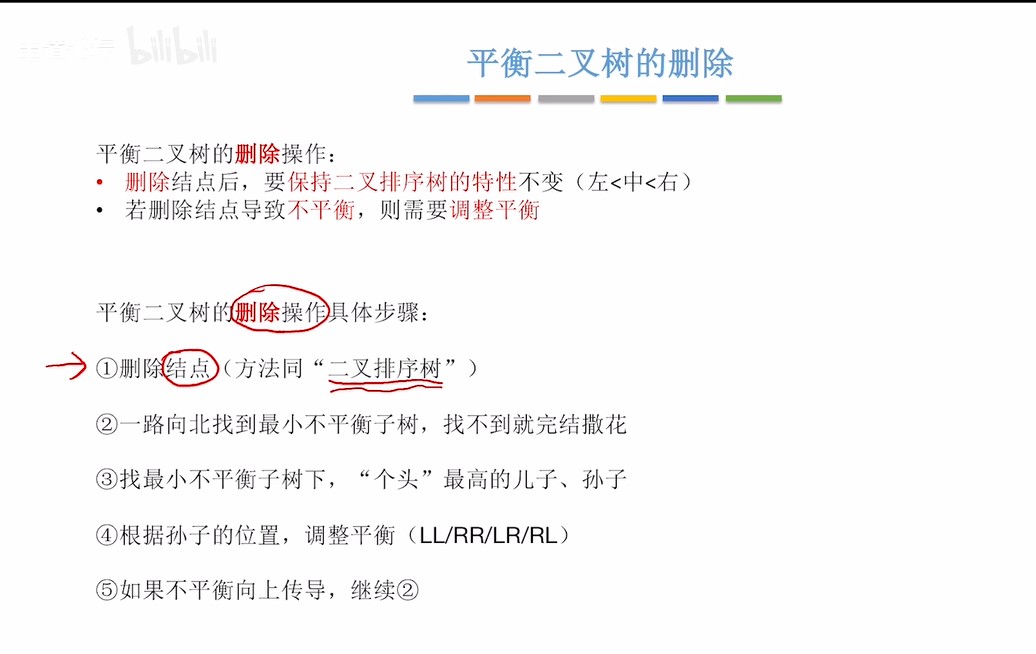 bilibili
平衡二叉树的删除
平衡二叉树的删除操作：
• 删除结点后，要保持二叉排序树的特性不变（左<中<右）
• 若删除结点导致不平衡，则需要调整平衡
平衡二叉树的删除操作具体步骤：
①删除结点（方法同“二叉排序树”）
②一路向北找到最小不平衡子树，找不到就完结撒花
③找最小不平衡子树下，“个头”最高的儿子、孙子
④根据孙子的位置，调整平衡（LL/RR/LR/RL）
⑤如果不平衡向上传导，继续②